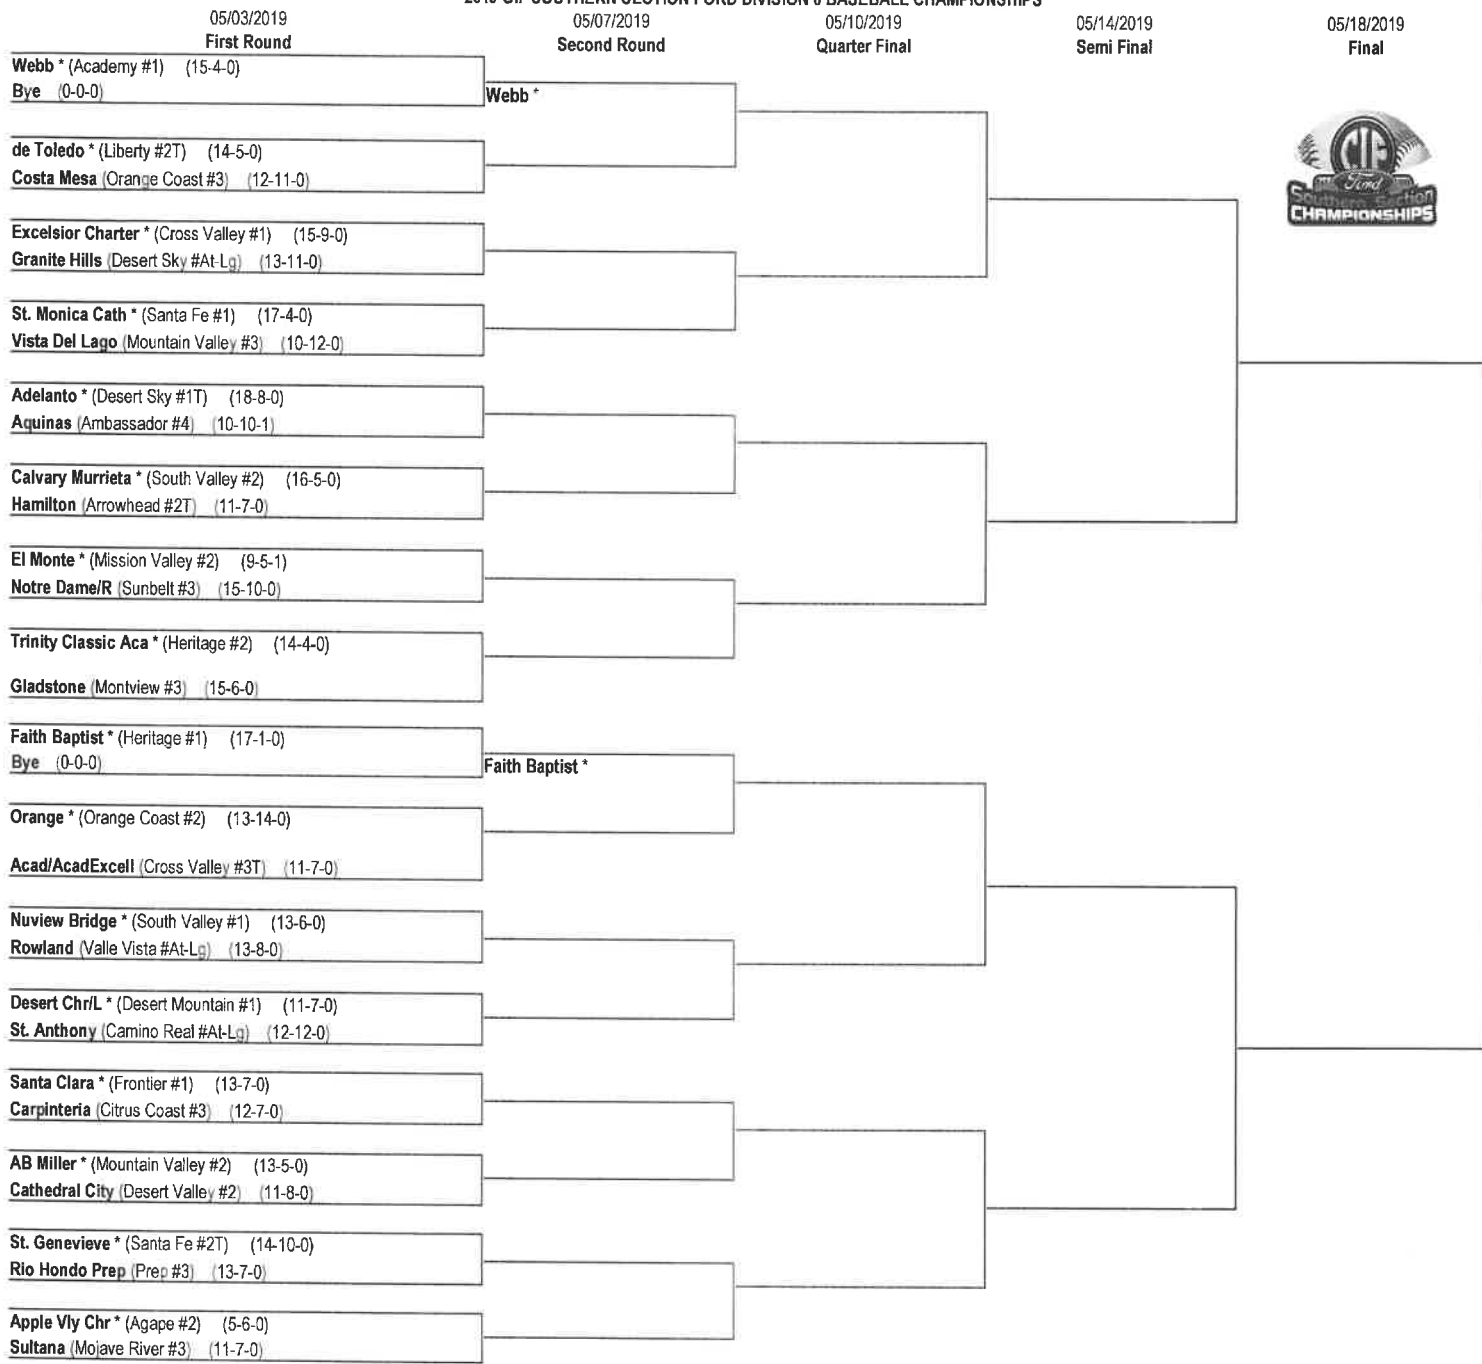 2019 CIF SOUTHERN SECTION FORD DIVISION 6 BASEBALL CHAMPIONSHIPS
05/03/2019
First Round
05/07/2019
Second Round
05/10/2019
Quarter Final
05/14/2019
Semi Final
05/18/2019
Final
Webb * (Academy #1) (15-4-0)
Bye (0-0-0)
Webb *
de Toledo * (Liberty #2T) (14-5-0)
Costa Mesa (Orange Coast #3) (12-11-0)
Excelsior Charter * (Cross Valley #1) (15-9-0)
Granite Hills (Desert Sky #At-Lg) (13-11-0)
St. Monica Cath * (Santa Fe #1) (17-4-0)
Vista Del Lago (Mountain Valley #3) (10-12-0)
Adelanto * (Desert Sky #1T) (18-8-0)
Aquinas (Ambassador #4) (10-10-1)
Calvary Murrieta * (South Valley #2) (16-5-0)
Hamilton (Arrowhead #2T) (11-7-0)
El Monte * (Mission Valley #2) (9-5-1)
Notre Dame/R (Sunbelt #3) (15-10-0)
Trinity Classic Aca * (Heritage #2) (14-4-0)
Gladstone (Montview #3) (15-6-0)
Faith Baptist * (Heritage #1) (17-1-0)
Bye (0-0-0)
Faith Baptist *
Orange * (Orange Coast #2) (13-14-0)
Acad/AcadExcell (Cross Valley #3T) (11-7-0)
Nuview Bridge * (South Valley #1) (13-6-0)
Rowland (Valle Vista #At-Lg) (13-8-0)
Desert Chr/L * (Desert Mountain #1) (11-7-0)
St. Anthony (Camino Real #At-Lg) (12-12-0)
Santa Clara * (Frontier #1) (13-7-0)
Carpinteria (Citrus Coast #3) (12-7-0)
AB Miller * (Mountain Valley #2) (13-5-0)
Cathedral City (Desert Valley #2) (11-8-0)
St. Genevieve * (Santa Fe #2T) (14-10-0)
Rio Hondo Prep (Prep #3) (13-7-0)
Apple Vly Chr * (Agape #2) (5-6-0)
Sultana (Mojave River #3) (11-7-0)
CIF
Ford
Southern Section
CHAMPIONSHIPS